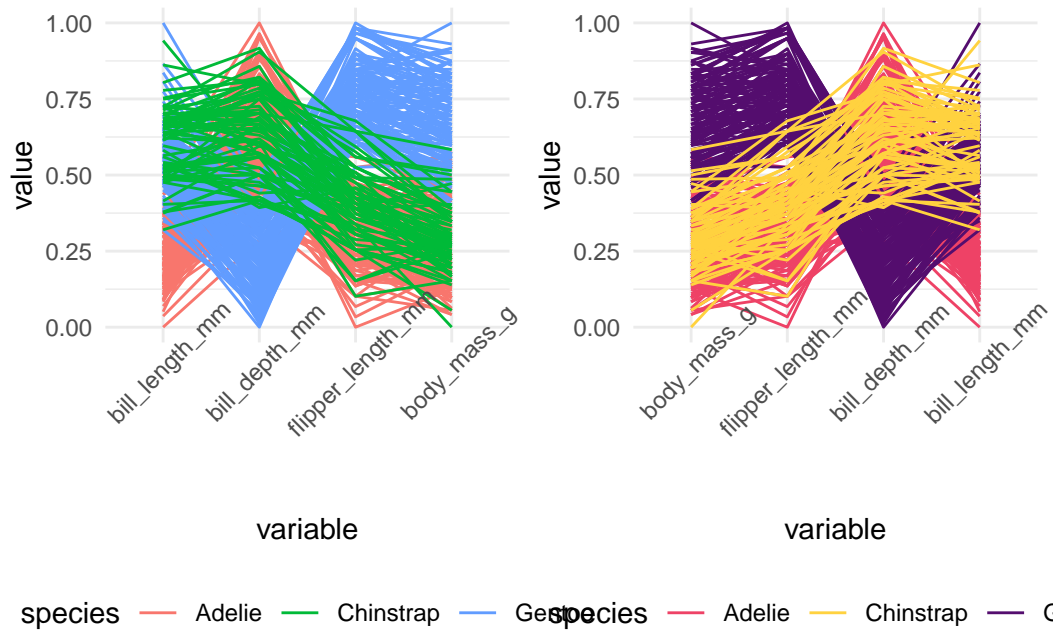 1.00
0.75
0.50
0.25
0.00
value
bill_length_mm
bill_depth_mm
flipper_length_mm
body_mass_g
variable
species Adelie Chinstrap Gentoo
1.00
0.75
0.50
0.25
0.00
value
body_mass_g
flipper_length_mm
bill_depth_mm
bill_length_mm
variable
species Adelie Chinstrap G